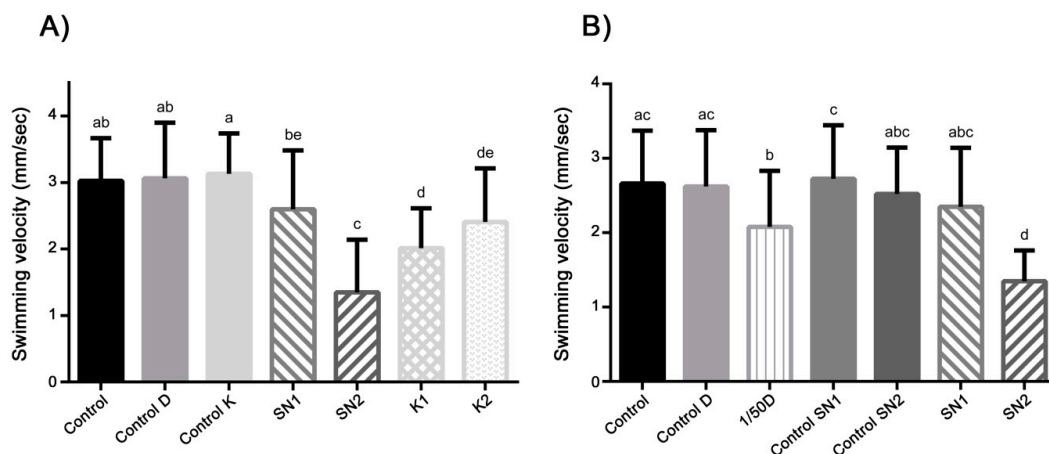 A)
Swimming velocity (mm/sec)
4
3
2
1
0
ab
ab
a
be
c
d
de
Control
Control D
Control K
SN1
SN2
K1
K2
B)
Swimming velocity (mm/sec)
4
3
2
1
0
ac
ac
b
c
abc
abc
d
Control
Control D
1/50D
Control SN1
Control SN2
SN1
SN2